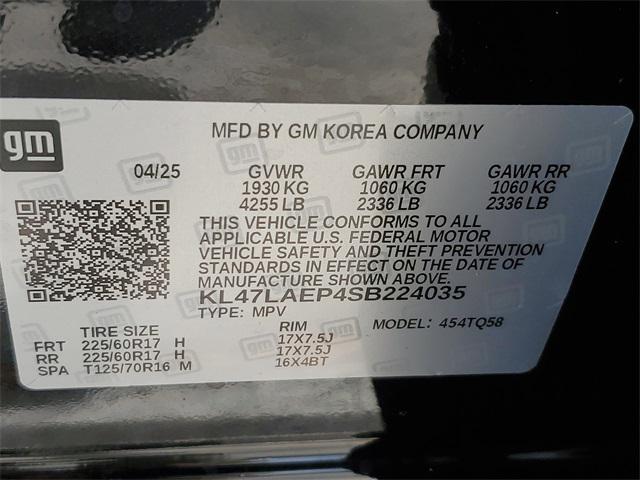 gm
MFD BY GM KOREA COMPANY
04/25 GVWR GAWR FRT GAWR RR
1930 KG 1060 KG 1060 KG
4255 LB 2336 LB 2336 LB
THIS VEHICLE CONFORMS TO ALL
APPLICABLE U.S. FEDERAL MOTOR
VEHICLE SAFETY AND THEFT PREVENTION
STANDARDS IN EFFECT ON THE DATE OF
MANUFACTURE SHOWN ABOVE.
KL47LAEP4SB224035
TYPE: MPV MODEL: 454TQ58
TIRE SIZE RIM
FRT 225/60R17 H 17X7.5J
RR 225/60R17 H 17X7.5J
SPA T125/70R16 M 16X4BT